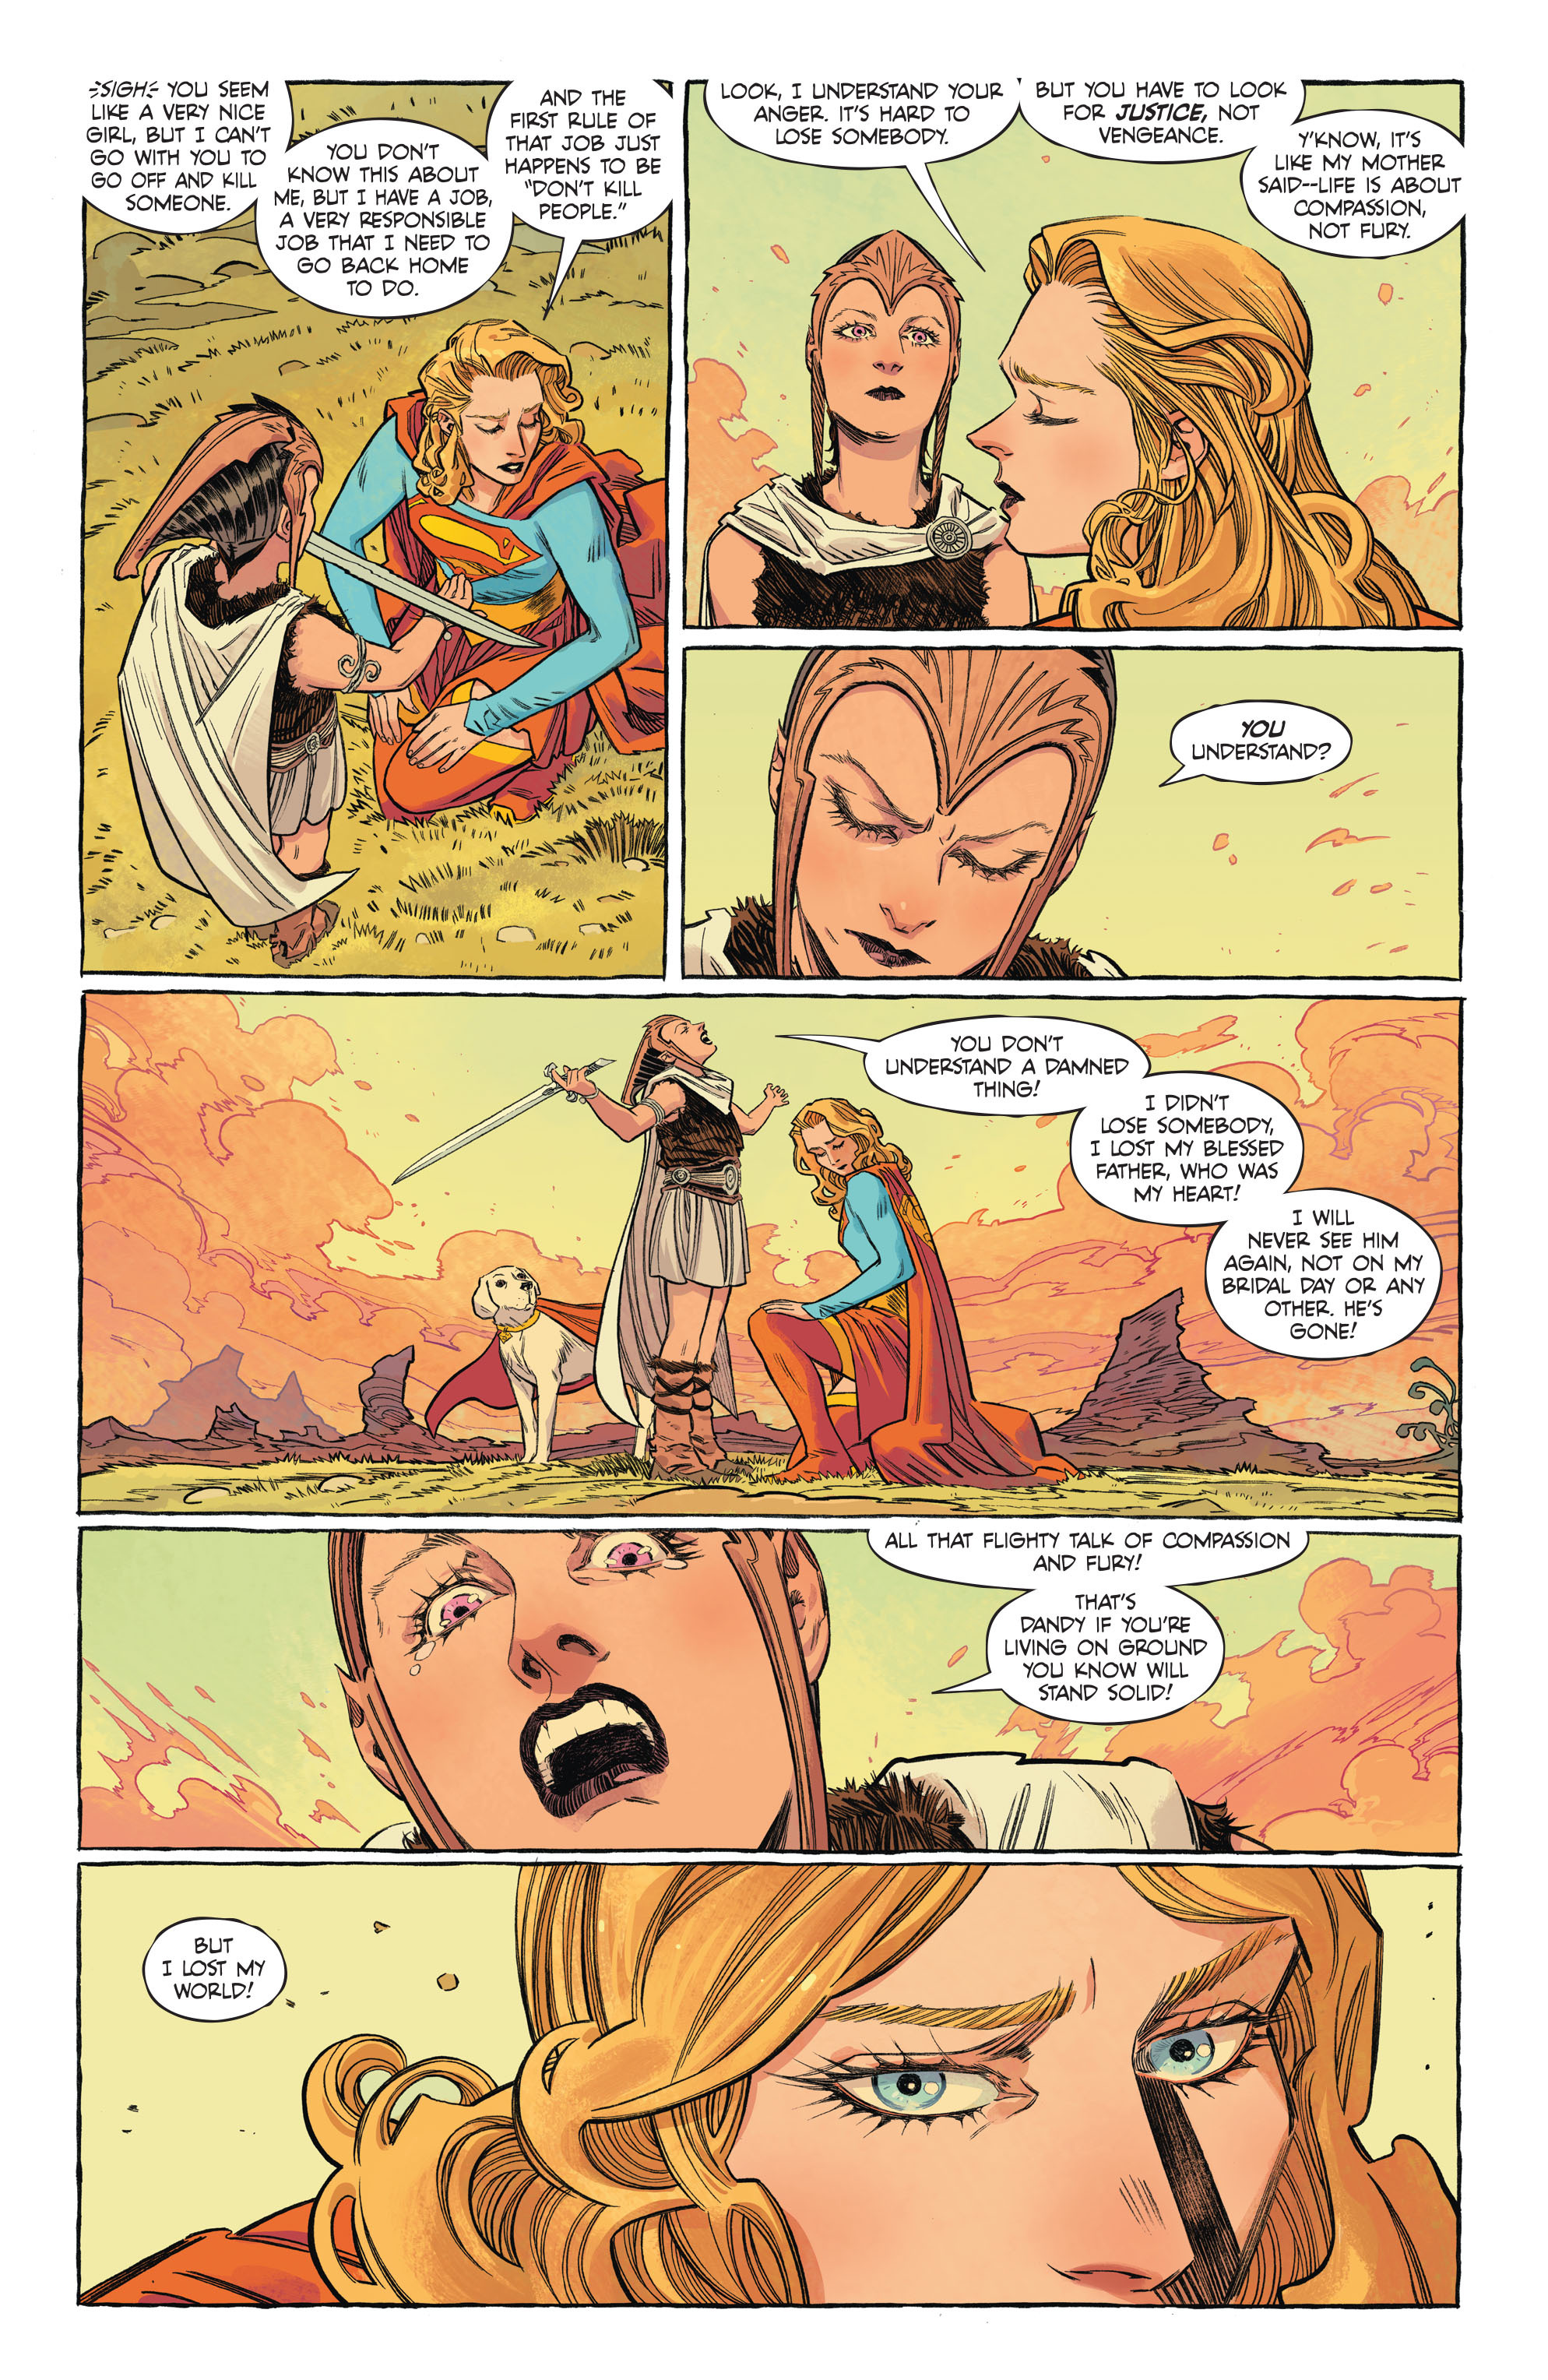 SIGH YOU SEEM
LIKE A VERY NICE
GIRL, BUT I CAN'T
GO WITH YOU TO
GO OFF AND KILL
SOMEONE.
YOU DON'T
KNOW THIS ABOUT
ME, BUT I HAVE A JOB,
A VERY RESPONSIBLE
JOB THAT I NEED TO
GO BACK HOME
TO DO.
AND THE
FIRST RULE OF
THAT JOB JUST
HAPPENS TO BE
"DON'T KILL
PEOPLE."
LOOK, I UNDERSTAND YOUR
ANGER. IT'S HARD TO
LOSE SOMEBODY.
BUT YOU HAVE TO LOOK
FOR JUSTICE, NOT
VENGEANCE.
Y'KNOW, IT'S
LIKE MY MOTHER
SAID--LIFE IS ABOUT
COMPASSION,
NOT FURY.
YOU
UNDERSTAND?
YOU DON'T
UNDERSTAND A DAMNED
THING!
I DIDN'T
LOSE SOMEBODY,
I LOST MY BLESSED
FATHER, WHO WAS
MY HEART!
I WILL
NEVER SEE HIM
AGAIN, NOT ON MY
BRIDAL DAY OR ANY
OTHER. HE'S
GONE!
ALL THAT FLIGHTY TALK OF COMPASSION
AND FURY!
THAT'S
DANDY IF YOU'RE
LIVING ON GROUND
YOU KNOW WILL
STAND SOLID!
BUT
I LOST MY
WORLD!